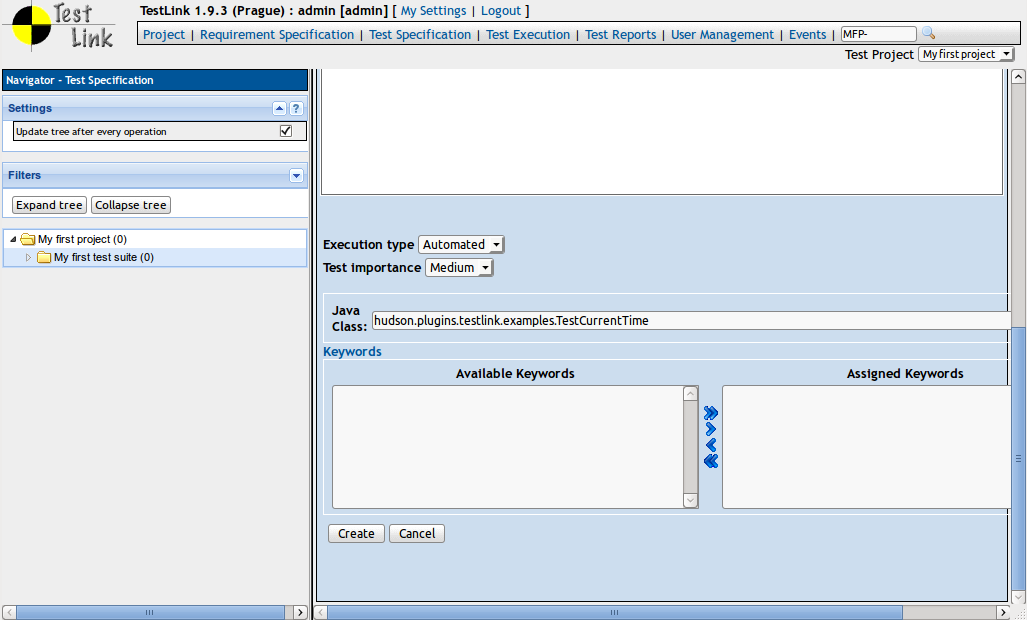 Test
Link
TestLink 1.9.3 (Prague) : admin [admin] [ My Settings | Logout ]
Project | Requirement Specification | Test Specification | Test Execution | Test Reports | User Management | Events | MFP-
Test Project My first project
Navigator - Test Specification
Settings
?
Update tree after every operation
Filters
Expand tree Collapse tree
My first project (0)
My first test suite (0)
Execution type Automated
Test importance Medium
Java
Class: hudson.plugins.testlink.examples.TestCurrentTime
Keywords
Available Keywords Assigned Keywords
Create Cancel